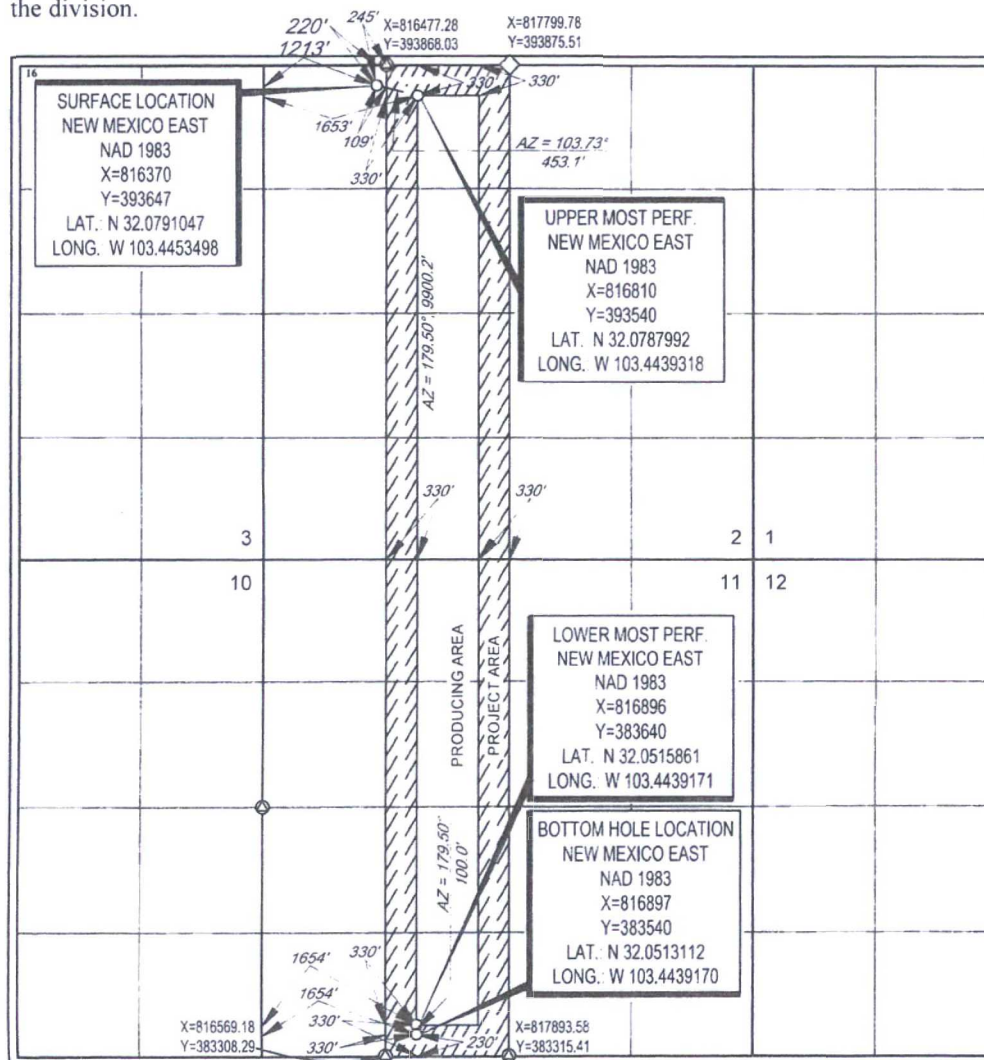 the division.
245'
X=816477.28
Y=393868.03
X=817799.78
Y=393875.51
220'
1213'
16
330'
330'
SURFACE LOCATION
NEW MEXICO EAST
NAD 1983
X=816370
Y=393647
LAT.: N 32.0791047
LONG. W 103.4453498
1653'
109'
330'
AZ = 103.73°
453.1'
UPPER MOST PERF.
NEW MEXICO EAST
NAD 1983
X=816810
Y=393540
LAT. N 32.0787992
LONG. W 103.4439318
AZ = 179.50°, 9900.2'
330'
330'
3
2
1
10
11
12
PRODUCING AREA
PROJECT AREA
LOWER MOST PERF.
NEW MEXICO EAST
NAD 1983
X=816896
Y=383640
LAT. N 32.0515861
LONG.: W 103.4439171
AZ = 179.50°
100.0'
BOTTOM HOLE LOCATION
NEW MEXICO EAST
NAD 1983
X=816897
Y=383540
LAT.: N 32.0513112
LONG.: W 103.4439170
1654'
330'
1654'
330'
330'
230'
X=816569.18
Y=383308.29
X=817893.58
Y=383315.41